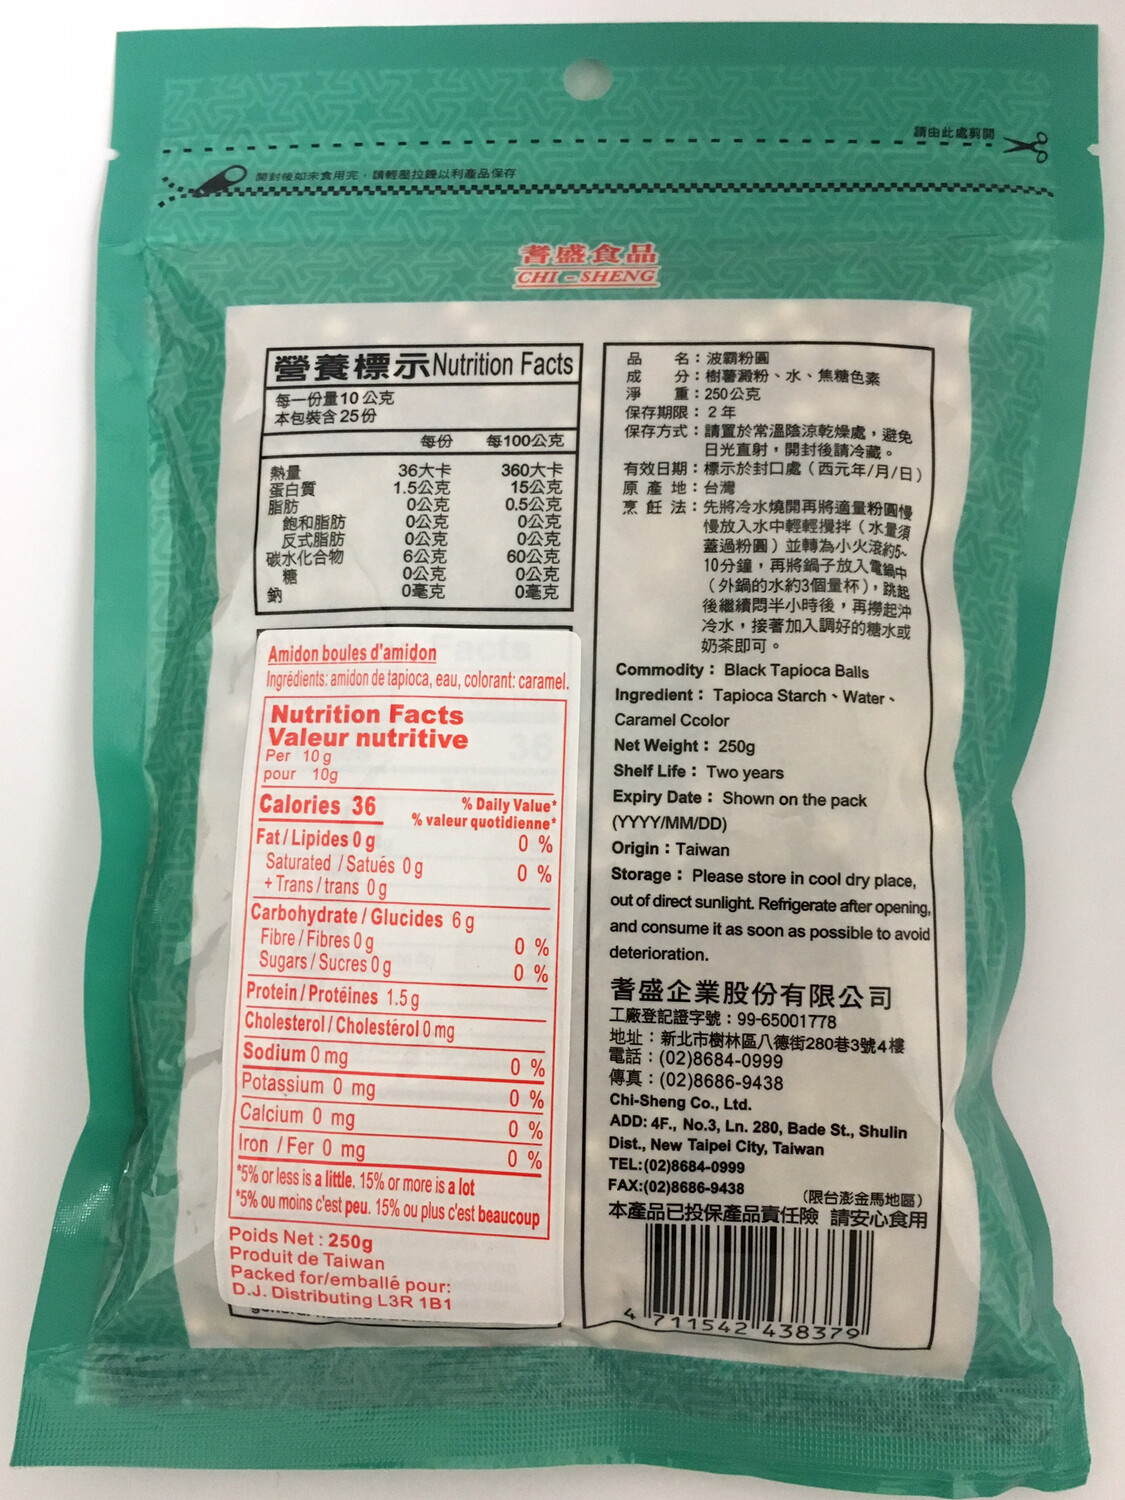 請由此處剪開
開封後如未食用完，請輕壓拉鏈以利產品保存
耆盛食品
CHI-SHENG
營養標示Nutrition Facts
每一份量10公克
本包裝含25份
每份 每100公克
熱量 36大卡 360大卡
蛋白質 1.5公克 15公克
脂肪 0公克 0.5公克
飽和脂肪 0公克 0公克
反式脂肪 0公克 0公克
碳水化合物 6公克 60公克
糖 0公克 0公克
鈉 0毫克 0毫克
Amidon boules d'amidon
Ingrédients: amidon de tapioca, eau, colorant: caramel.
Nutrition Facts
Valeur nutritive
Per 10 g
pour 10g
Calories 36
% Daily Value*
% valeur quotidienne*
Fat / Lipides 0 g 0 %
Saturated / Satués 0 g 0 %
+ Trans / trans 0 g
Carbohydrate / Glucides 6 g
Fibre / Fibres 0 g 0 %
Sugars / Sucres 0 g 0 %
Protein / Protéines 1.5 g
Cholesterol / Cholestérol 0 mg
Sodium 0 mg 0 %
Potassium 0 mg 0 %
Calcium 0 mg 0 %
Iron / Fer 0 mg 0 %
*5% or less is a little. 15% or more is a lot
*5% ou moins c'est peu. 15% ou plus c'est beaucoup
Poids Net : 250g
Produit de Taiwan
Packed for/emballé pour:
D.J. Distributing L3R 1B1
品名：波霸粉圓
成分：樹薯澱粉、水、焦糖色素
淨重：250公克
保存期限：2年
保存方式：請置於常溫陰涼乾燥處，避免
日光直射，開封後請冷藏。
有效日期：標示於封口處（西元年/月/日）
原產地：台灣
烹飪法：先將冷水燒開再將適量粉圓慢
慢放入水中輕輕攪拌（水量須
蓋過粉圓）並轉為小火滾約5~
10分鐘，再將鍋子放入電鍋中
（外鍋的水約3個量杯），跳起
後繼續悶半小時後，再撈起沖
冷水，接著加入調好的糖水或
奶茶即可。
Commodity： Black Tapioca Balls
Ingredient： Tapioca Starch、Water、
Caramel Ccolor
Net Weight： 250g
Shelf Life： Two years
Expiry Date： Shown on the pack
(YYYY/MM/DD)
Origin：Taiwan
Storage： Please store in cool dry place,
out of direct sunlight. Refrigerate after opening,
and consume it as soon as possible to avoid
deterioration.
耆盛企業股份有限公司
工廠登記證字號：99-65001778
地址：新北市樹林區八德街280巷3號4樓
電話：(02)8684-0999
傳真：(02)8686-9438
Chi-Sheng Co., Ltd.
ADD: 4F., No.3, Ln. 280, Bade St., Shulin
Dist., New Taipei City, Taiwan
TEL:(02)8684-0999
FAX:(02)8686-9438
（限台澎金馬地區）
本產品已投保產品責任險 請安心食用
4 711542 438379